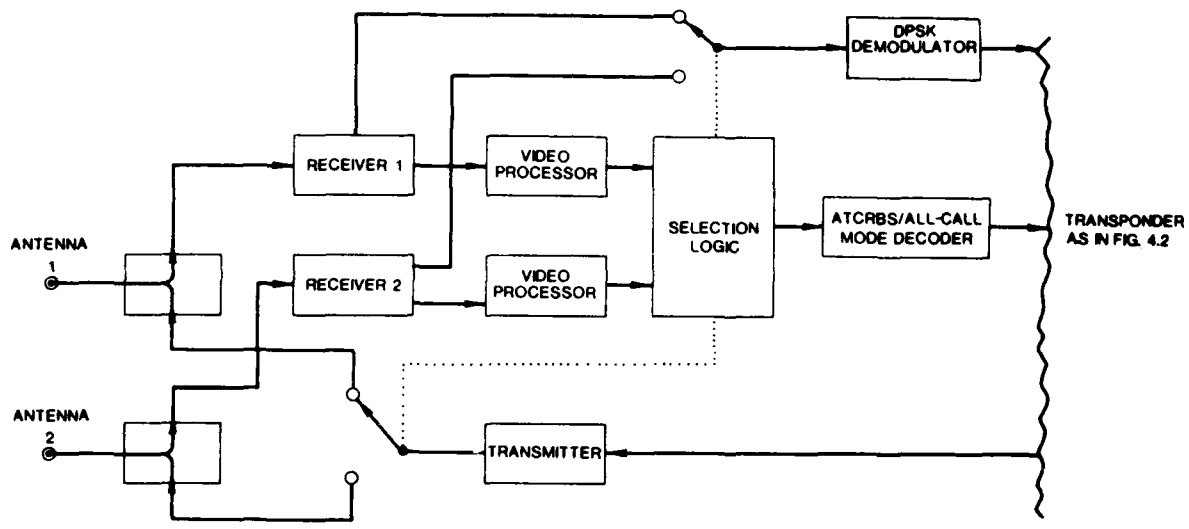 DPSK
DEMODULATOR
RECEIVER 1
VIDEO
PROCESSOR
SELECTION
LOGIC
ATCRBS/ALL-CALL
MODE DECODER
TRANSPONDER
AS IN FIG. 4.2
ANTENNA
1
RECEIVER 2
VIDEO
PROCESSOR
ANTENNA
2
TRANSMITTER